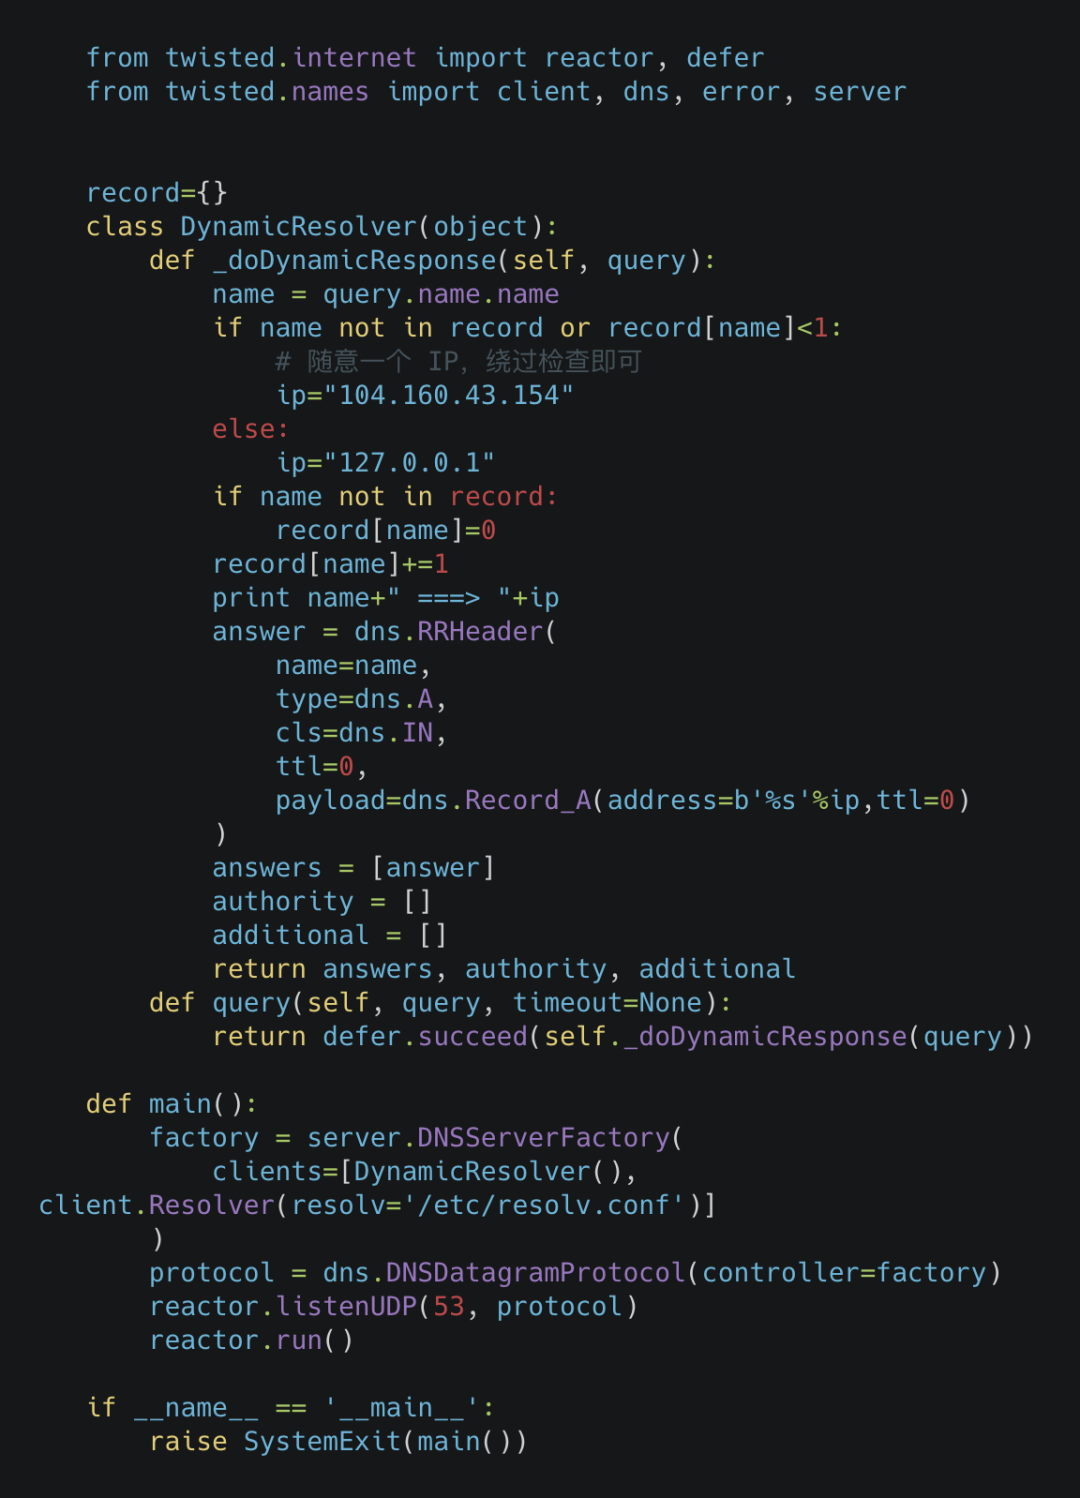 from twisted.internet import reactor, defer
from twisted.names import client, dns, error, server
record={}
class DynamicResolver(object):
    def _doDynamicResponse(self, query):
        name = query.name.name
        if name not in record or record[name]<1:
            # 随意一个 IP，绕过检查即可
            ip="104.160.43.154"
        else:
            ip="127.0.0.1"
        if name not in record:
            record[name]=0
        record[name]+=1
        print name+" ===> "+ip
        answer = dns.RRHeader(
            name=name,
            type=dns.A,
            cls=dns.IN,
            ttl=0,
            payload=dns.Record_A(address=b'%s'%ip,ttl=0)
        )
        answers = [answer]
        authority = []
        additional = []
        return answers, authority, additional
    def query(self, query, timeout=None):
        return defer.succeed(self._doDynamicResponse(query))
def main():
    factory = server.DNSServerFactory(
        clients=[DynamicResolver(),
client.Resolver(resolv='/etc/resolv.conf')]
    )
    protocol = dns.DNSDatagramProtocol(controller=factory)
    reactor.listenUDP(53, protocol)
    reactor.run()
if __name__ == '__main__':
    raise SystemExit(main())